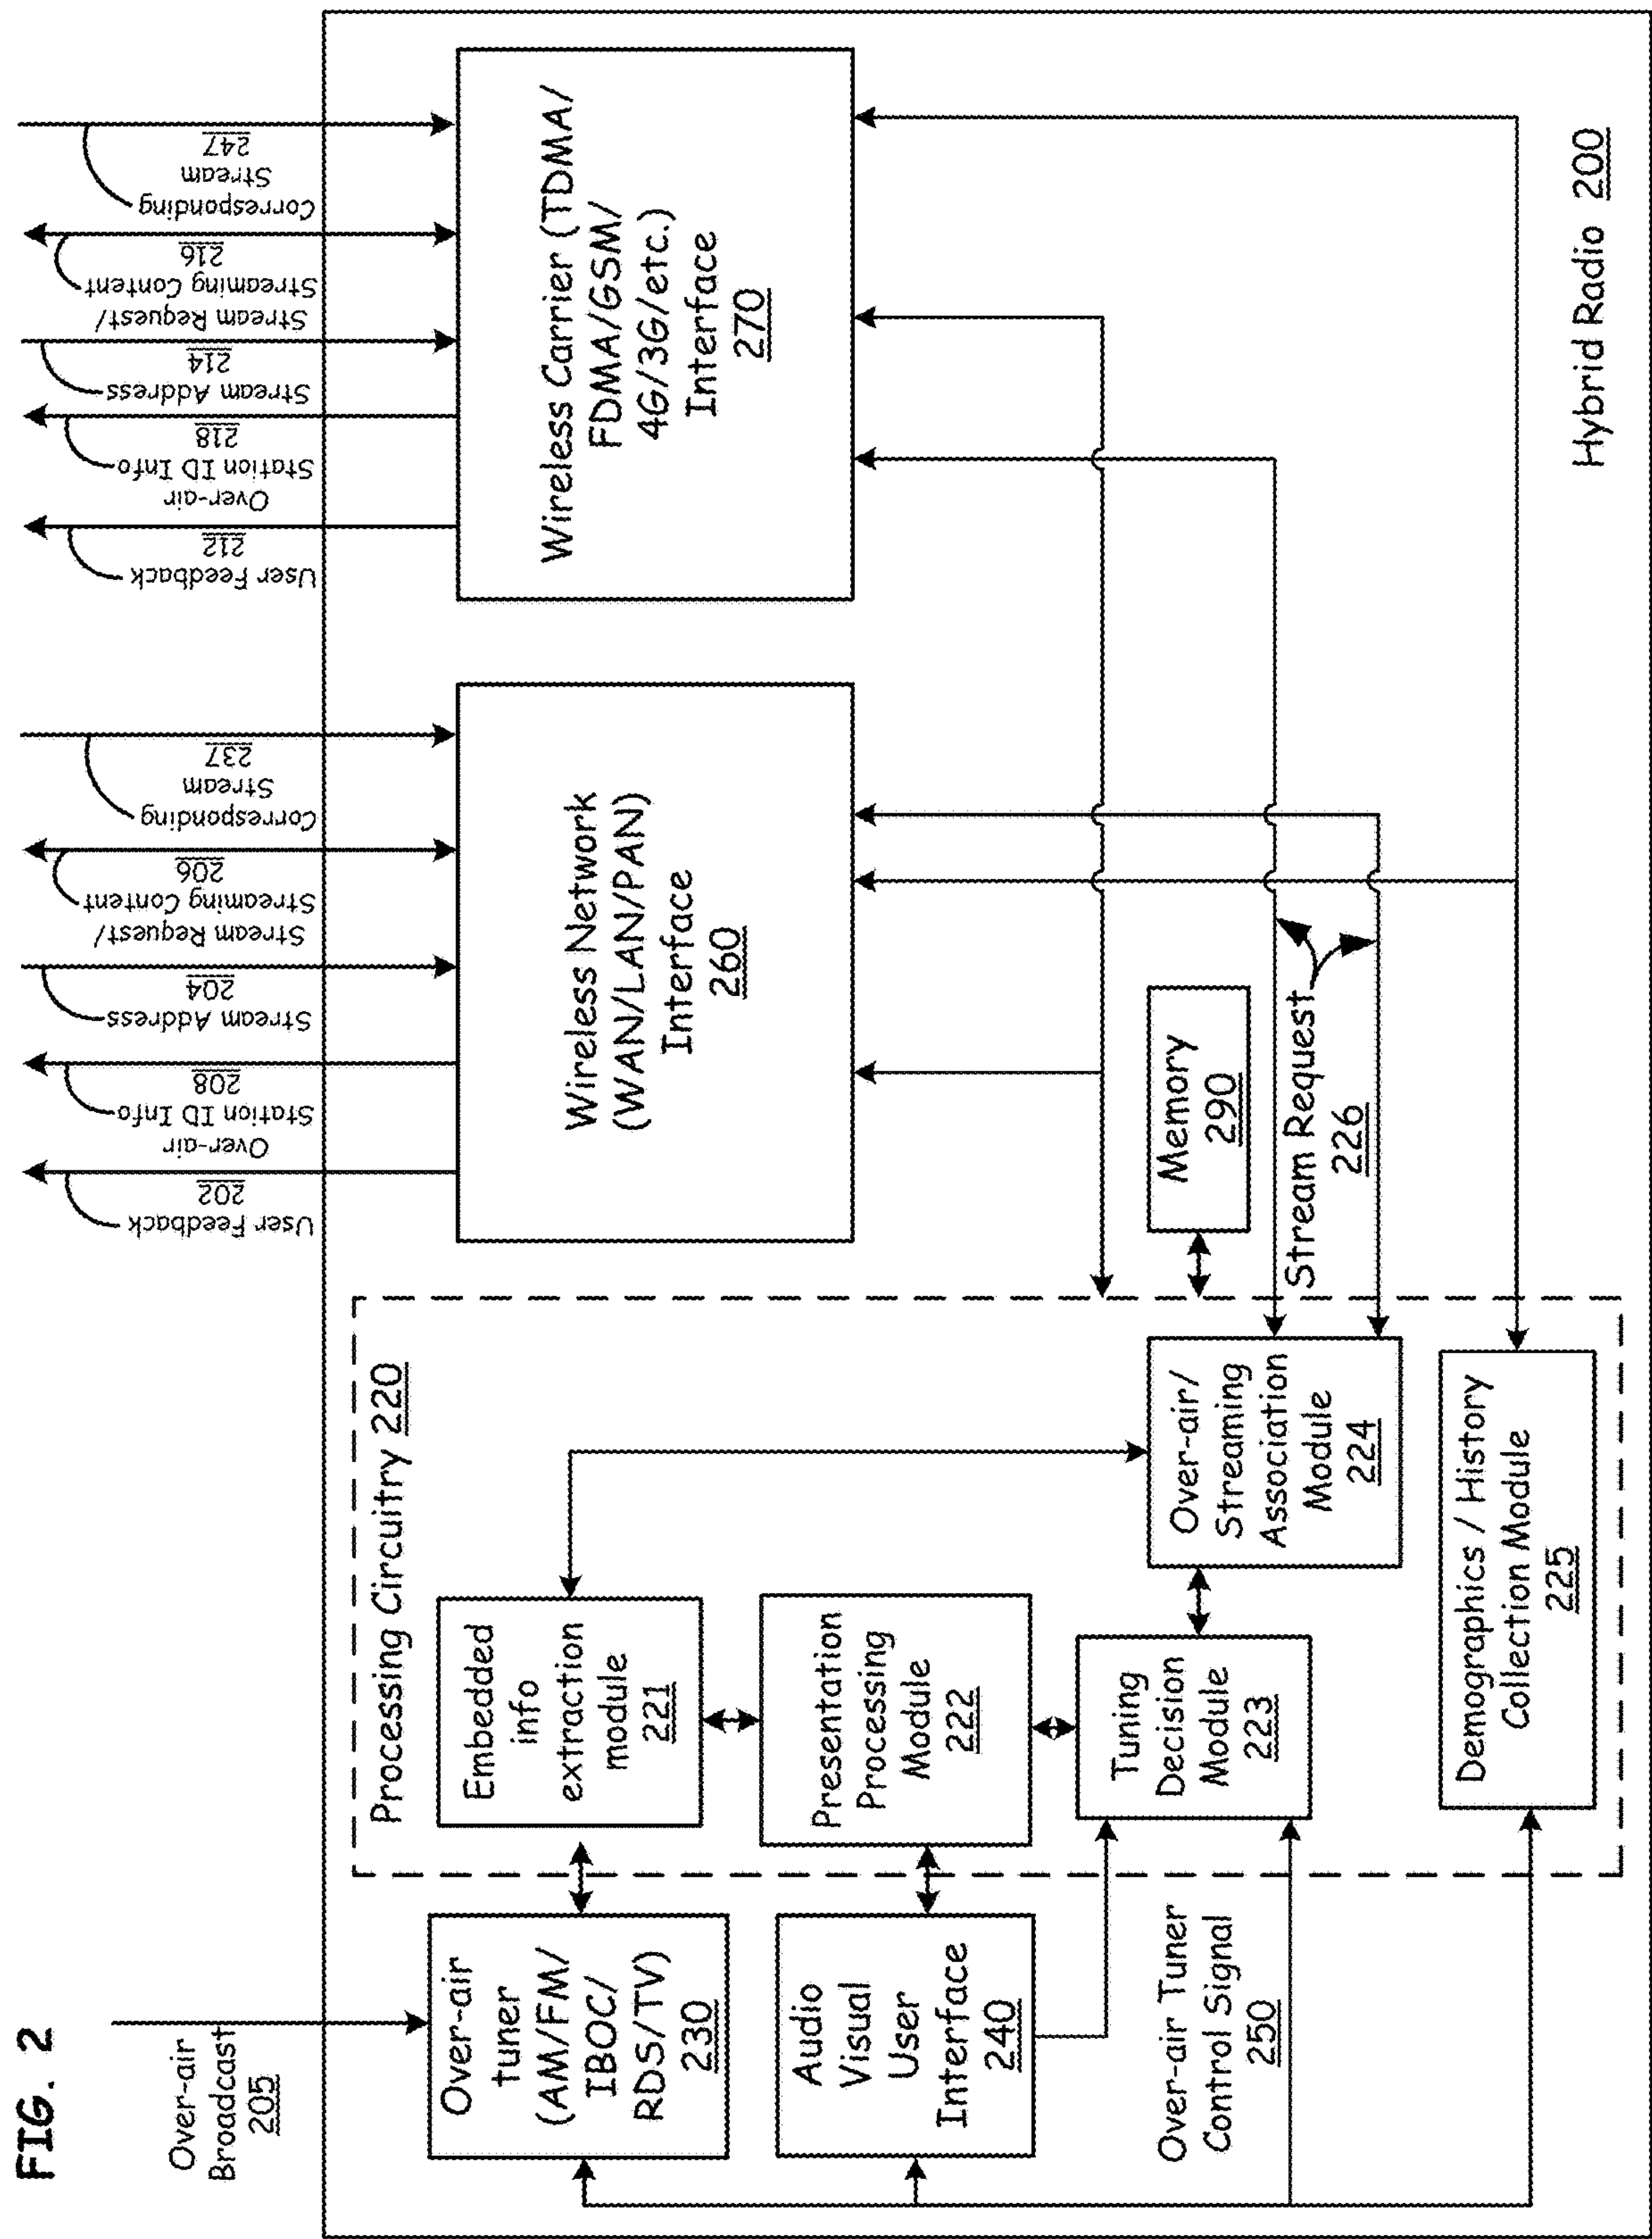 FIG. 2
Over-air
Broadcast
205
User Feedback
202
Over-air
Station ID Info
208
Stream Address
204
Stream Request/
Streaming Content
206
Corresponding
Stream
237
User Feedback
212
Over-air
Station ID Info
218
Stream Address
214
Stream Request/
Streaming Content
216
Corresponding
Stream
247
Over-air
tuner
(AM/FM/
IBOC/
RDS/TV)
230
Audio
Visual
User
Interface
240
Over-air Tuner
Control Signal
250
Processing Circuitry 220
Embedded
info
extraction
module
221
Presentation
Processing
Module
222
Tuning
Decision
Module
223
Over-air/
Streaming
Association
Module
224
Demographics / History
Collection Module
225
Wireless Network
(WAN/LAN/PAN)
Interface
260
Memory
290
Stream Request
226
Wireless Carrier (TDMA/
FDMA/GSM/
4G/3G/etc.)
Interface
270
Hybrid Radio 200